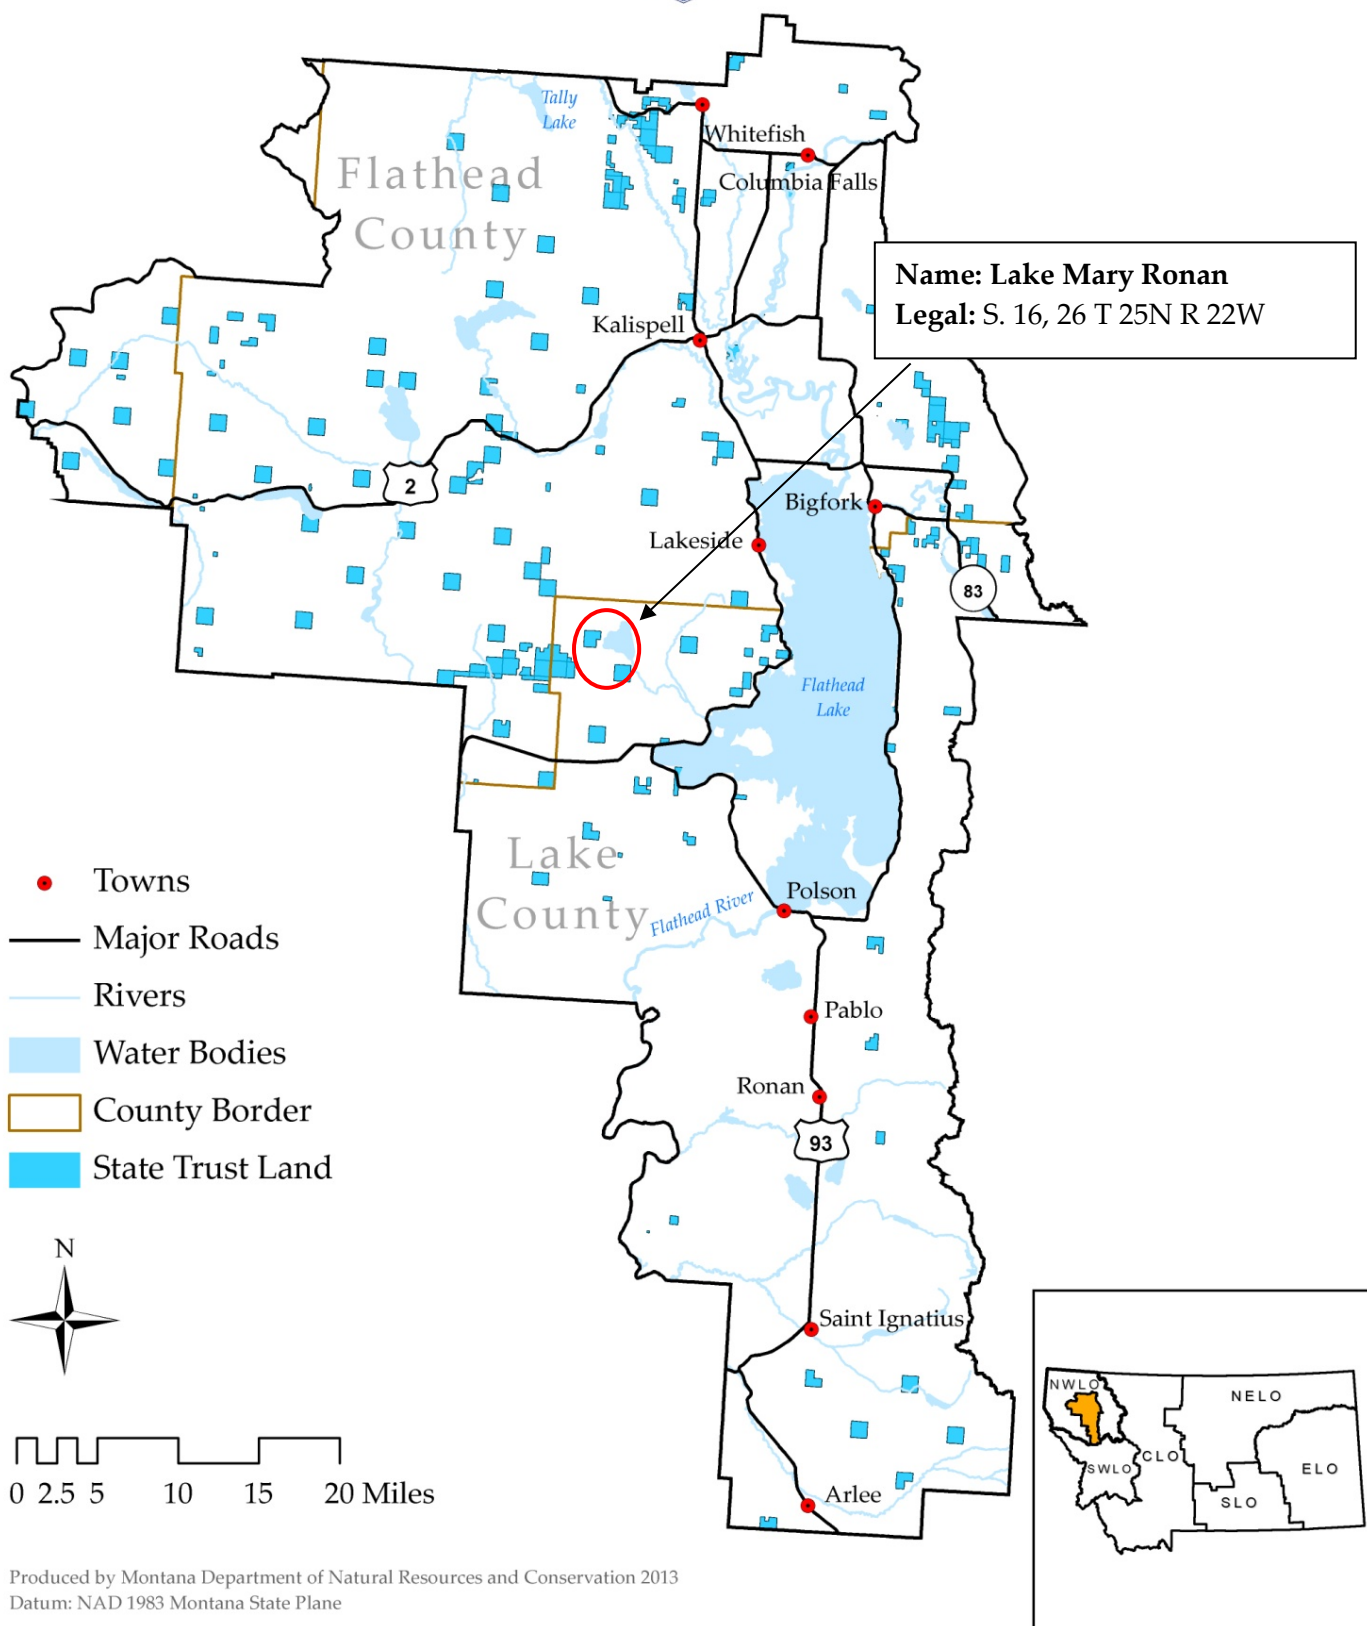 Tally
Lake
Whitefish
Columbia Falls
Flathead
County
Name: Lake Mary Ronan
Legal: S. 16, 26 T 25N R 22W
Kalispell
2
Bigfork
Lakeside
83
Flathead
Lake
Lake
County
Polson
Flathead River
Towns
Major Roads
Rivers
Water Bodies
County Border
State Trust Land
Pablo
Ronan
93
N
Saint Ignatius
Arlee
0 2.5 5 10 15 20 Miles
NWLO
NELO
CLO
SWLO
ELO
SLO
Produced by Montana Department of Natural Resources and Conservation 2013
Datum: NAD 1983 Montana State Plane